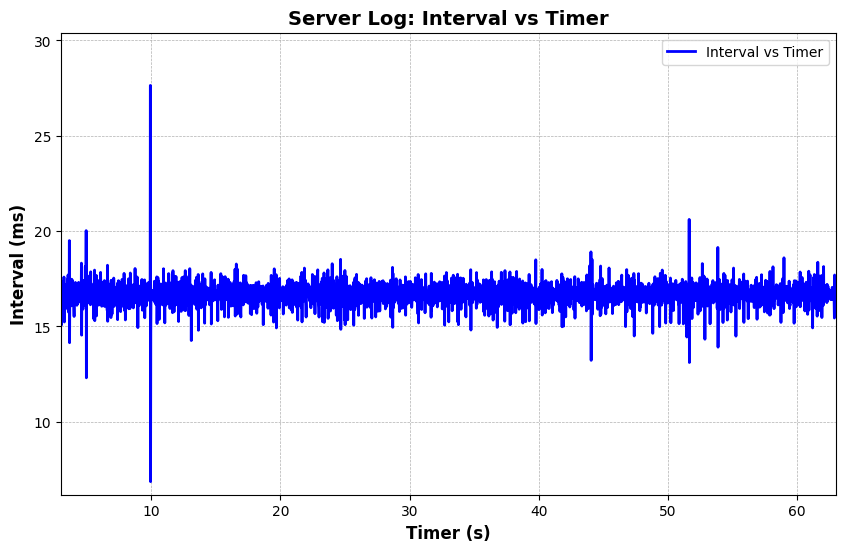 Server Log: Interval vs Timer
Interval vs Timer
30
25
20
15
10
Interval (ms)
10 20 30 40 50 60
Timer (s)